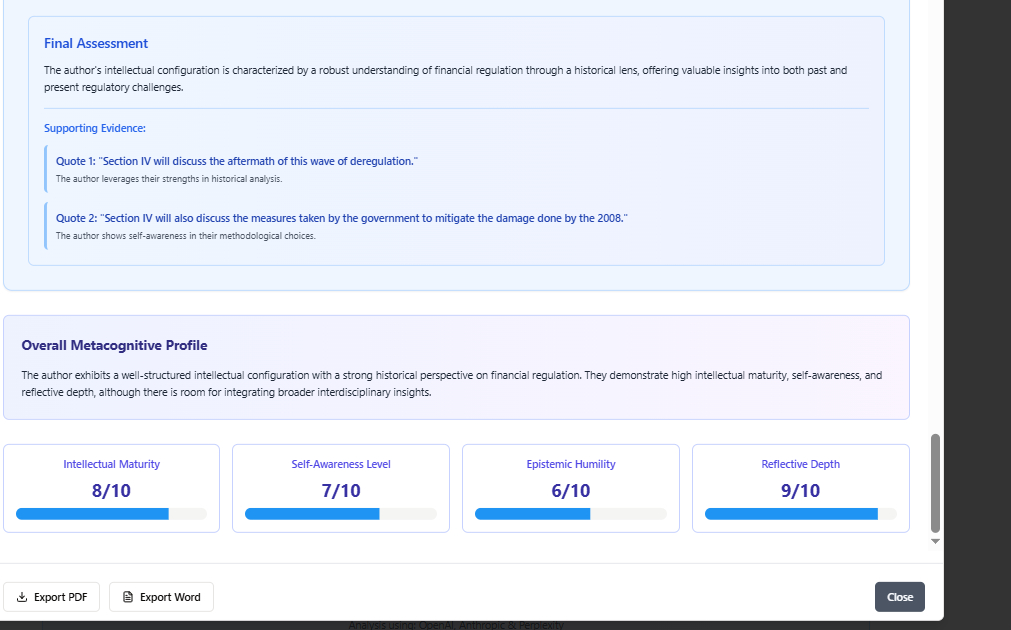 Final Assessment
The author's intellectual configuration is characterized by a robust understanding of financial regulation through a historical lens, offering valuable insights into both past and
present regulatory challenges.
Supporting Evidence:
Quote 1: "Section IV will discuss the aftermath of this wave of deregulation."
The author leverages their strengths in historical analysis.
Quote 2: "Section IV will also discuss the measures taken by the government to mitigate the damage done by the 2008."
The author shows self-awareness in their methodological choices.
Overall Metacognitive Profile
The author exhibits a well-structured intellectual configuration with a strong historical perspective on financial regulation. They demonstrate high intellectual maturity, self-awareness, and
reflective depth, although there is room for integrating broader interdisciplinary insights.
Intellectual Maturity
8/10
Self-Awareness Level
7/10
Epistemic Humility
6/10
Reflective Depth
9/10
Export PDF
Export Word
Close
Analysis using: OpenAI, Anthropic & Perplexity